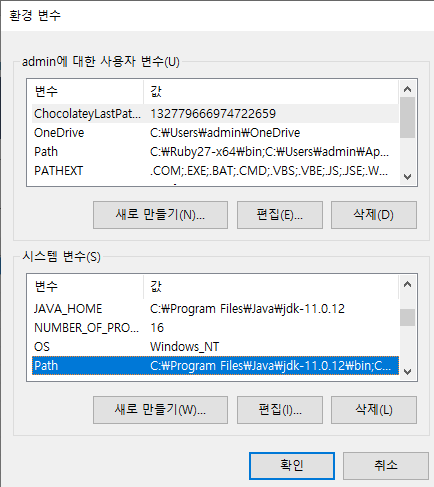 환경 변수
admin에 대한 사용자 변수(U)
변수 값
ChocolateyLastPat... 132779666974722659
OneDrive C:₩Users₩admin₩OneDrive
Path C:₩Ruby27-x64₩bin;C:₩Users₩admin₩Ap...
PATHEXT .COM;.EXE;.BAT;.CMD;.VBS;.VBE;.JS;.JSE;.W...
새로 만들기(N)... 편집(E)... 삭제(D)
시스템 변수(S)
변수 값
JAVA_HOME C:₩Program Files₩Java₩jdk-11.0.12
NUMBER_OF_PRO... 16
OS Windows_NT
Path C:₩Program Files₩Java₩jdk-11.0.12₩bin;C...
새로 만들기(W)... 편집(I)... 삭제(L)
확인 취소